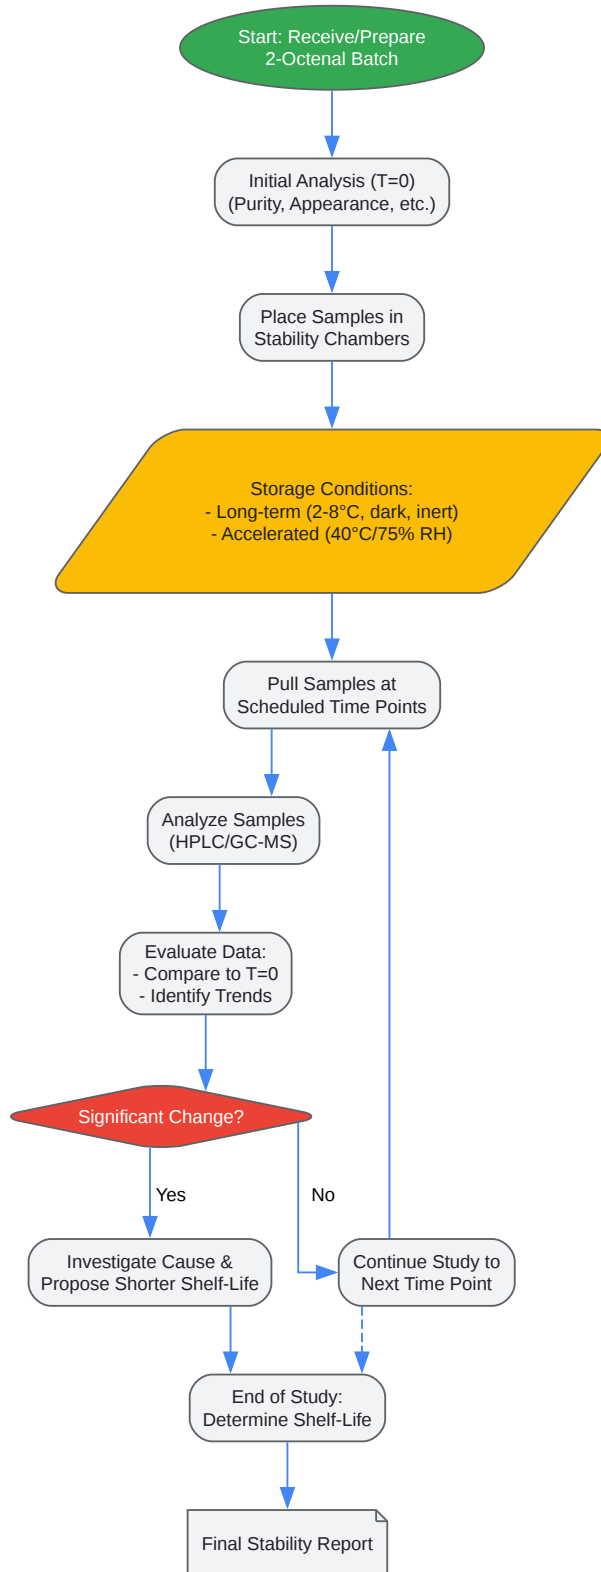 Start: Receive/Prepare
2-Octenal Batch
Initial Analysis (T=0)
(Purity, Appearance, etc.)
Place Samples in
Stability Chambers
Storage Conditions:
- Long-term (2-8°C, dark, inert)
- Accelerated (40°C/75% RH)
Pull Samples at
Scheduled Time Points
Analyze Samples
(HPLC/GC-MS)
Evaluate Data:
- Compare to T=0
- Identify Trends
Significant Change?
Yes
No
Investigate Cause &
Propose Shorter Shelf-Life
Continue Study to
Next Time Point
End of Study:
Determine Shelf-Life
Final Stability Report